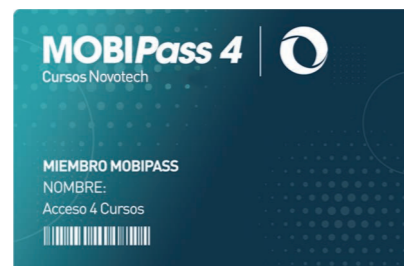 MOBIPass 4
Cursos Novotech
MIEMBRO MOBIPASS
NOMBRE:
Acceso 4 Cursos